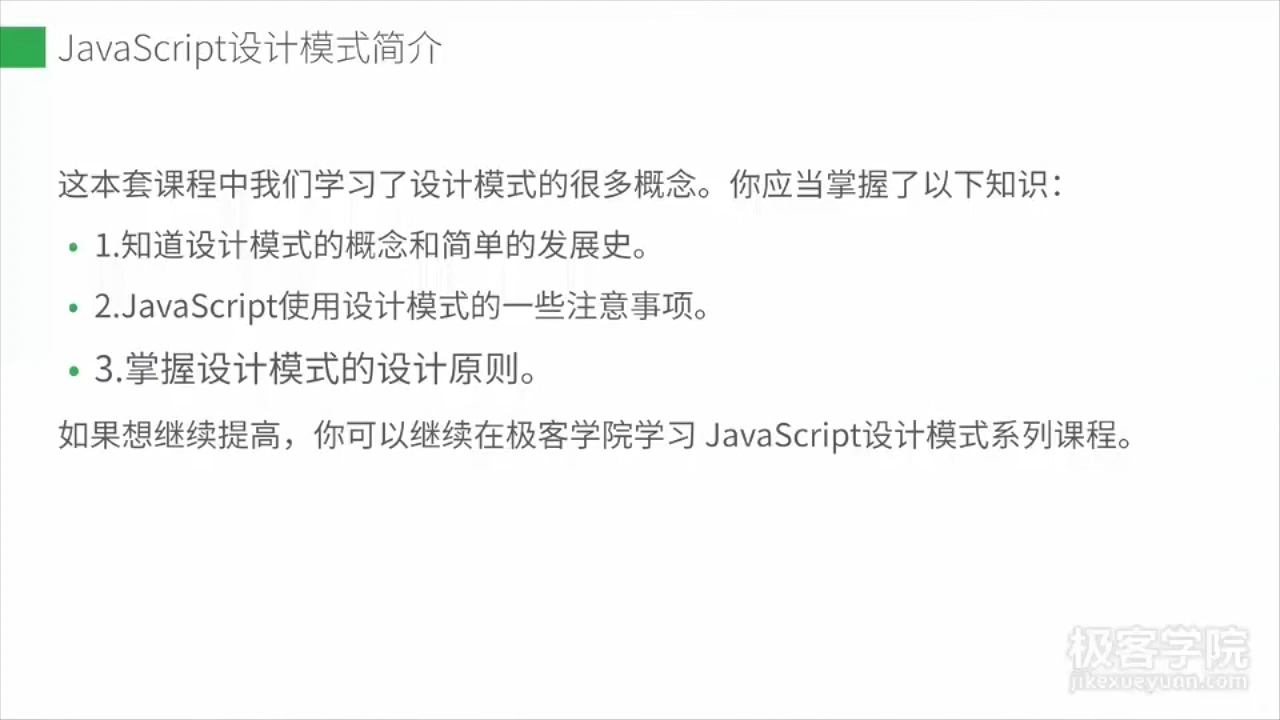 JavaScript设计模式简介
这本套课程中我们学习了设计模式的很多概念。你应当掌握了以下知识：
• 1.知道设计模式的概念和简单的发展史。
• 2.JavaScript使用设计模式的一些注意事项。
• 3.掌握设计模式的设计原则。
如果想继续提高，你可以继续在极客学院学习 JavaScript设计模式系列课程。
极客学院
jikexueyuan.com